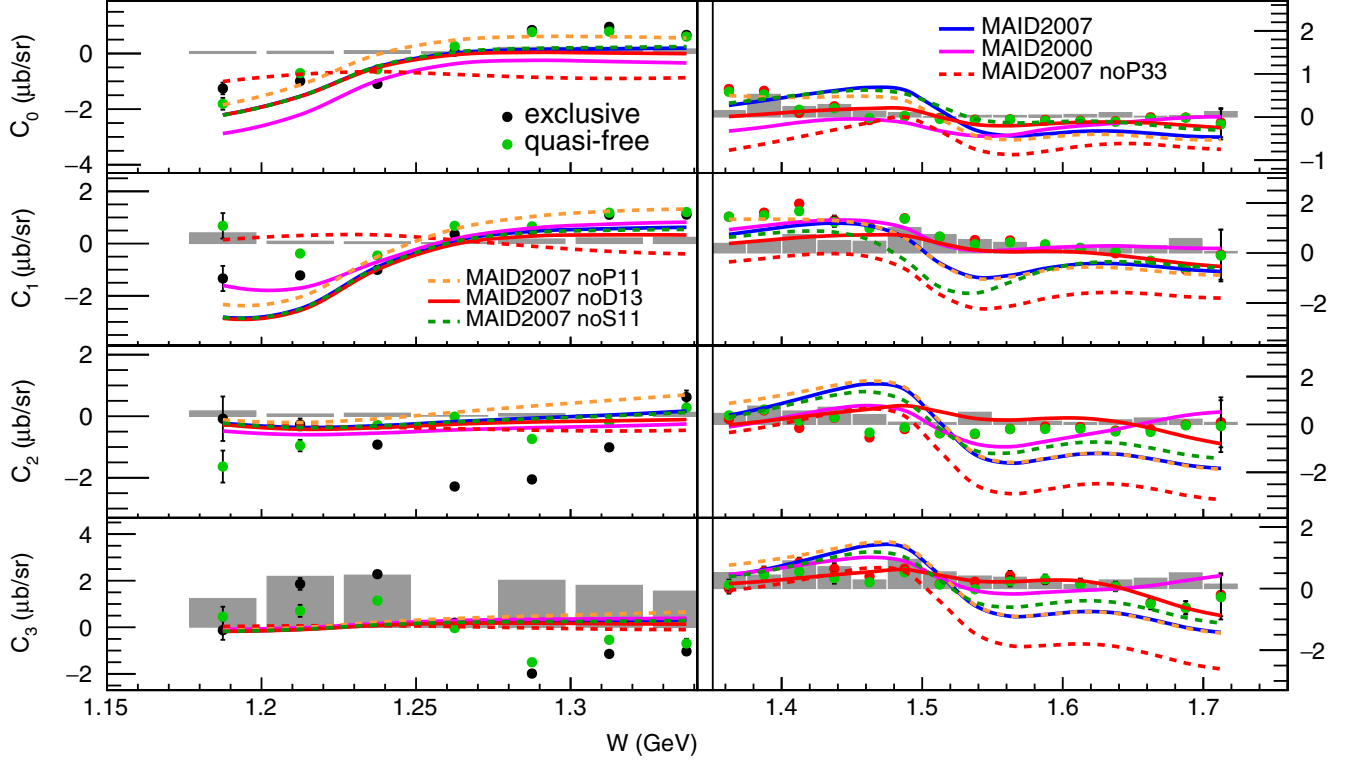 C0 (μb/sr)
0
−2
−4
exclusive
quasi-free
MAID2007
MAID2000
MAID2007 noP33
2
1
0
−1
C1 (μb/sr)
2
0
−2
MAID2007 noP11
MAID2007 noD13
MAID2007 noS11
2
0
−2
C2 (μb/sr)
2
0
−2
2
0
−2
C3 (μb/sr)
4
2
0
−2
2
0
−2
1.15 1.2 1.25 1.3 1.4 1.5 1.6 1.7
W (GeV)